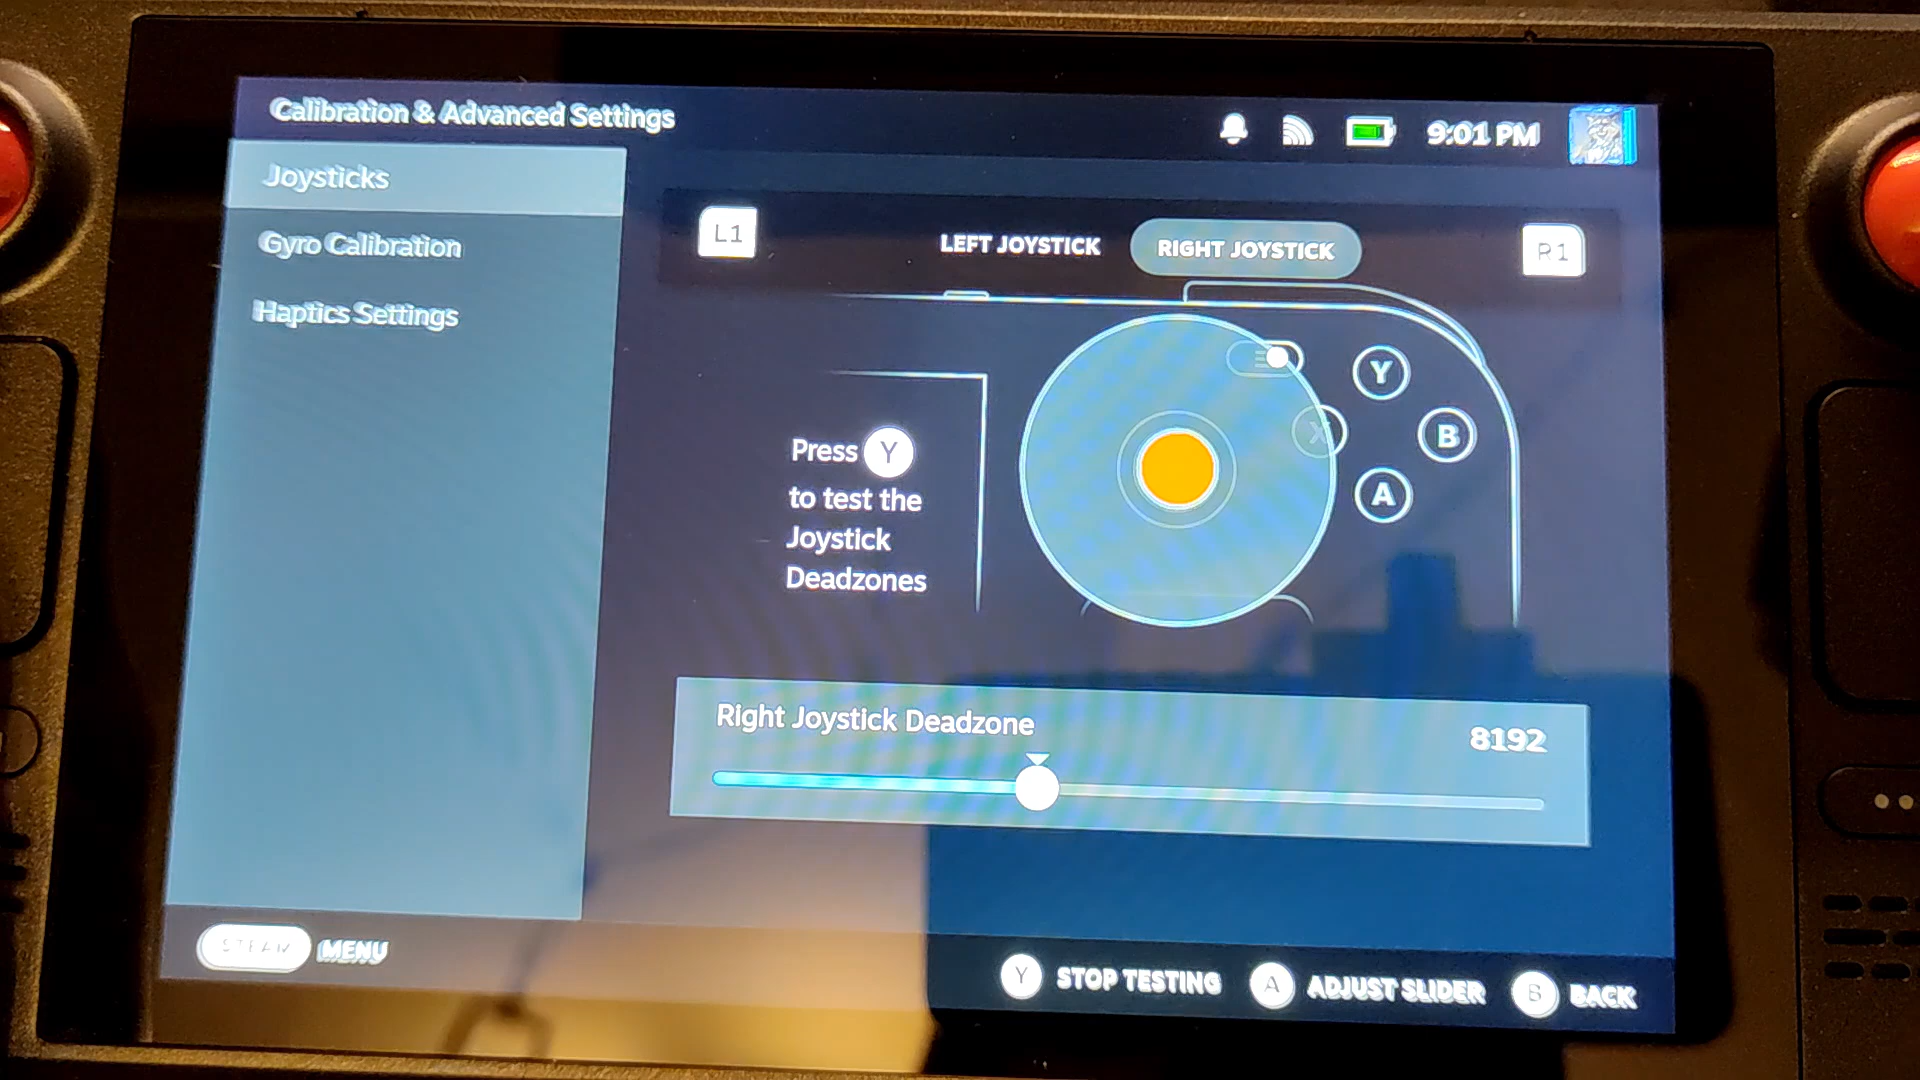 Calibration & Advanced Settings
9:01 PM
Joysticks
Gyro Calibration
Haptics Settings
L1
LEFT JOYSTICK
RIGHT JOYSTICK
R1
Y
X
B
A
Press Y
to test the
Joystick
Deadzones
Right Joystick Deadzone
8192
STEAM MENU
Y STOP TESTING
A ADJUST SLIDER
B BACK